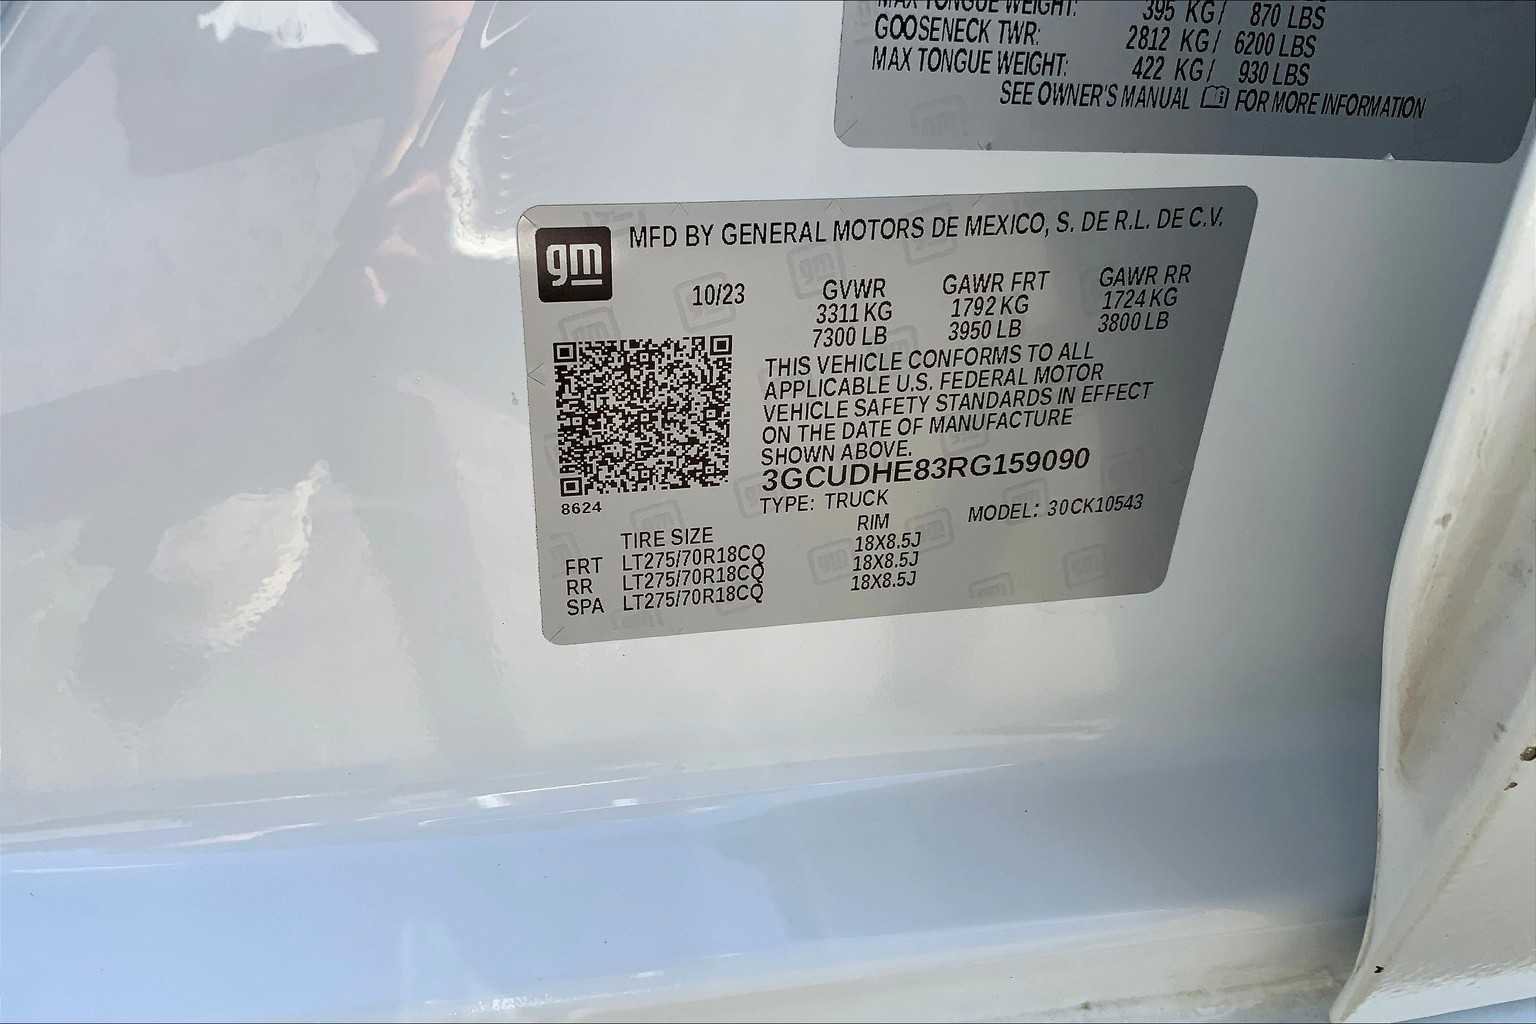 MAX TONGUE WEIGHT: 395 KG/ 870 LBS
GOOSENECK TWR: 2812 KG/ 6200 LBS
MAX TONGUE WEIGHT: 422 KG/ 930 LBS
SEE OWNER'S MANUAL FOR MORE INFORMATION
gm
MFD BY GENERAL MOTORS DE MEXICO, S. DE R.L. DE C.V.
10/23 GVWR GAWR FRT GAWR RR
3311 KG 1792 KG 1724 KG
7300 LB 3950 LB 3800 LB
THIS VEHICLE CONFORMS TO ALL
APPLICABLE U.S. FEDERAL MOTOR
VEHICLE SAFETY STANDARDS IN EFFECT
ON THE DATE OF MANUFACTURE
SHOWN ABOVE.
3GCUDHE83RG159090
8624
TYPE: TRUCK MODEL: 30CK10543
TIRE SIZE RIM
FRT LT275/70R18CQ 18X8.5J
RR LT275/70R18CQ 18X8.5J
SPA LT275/70R18CQ 18X8.5J